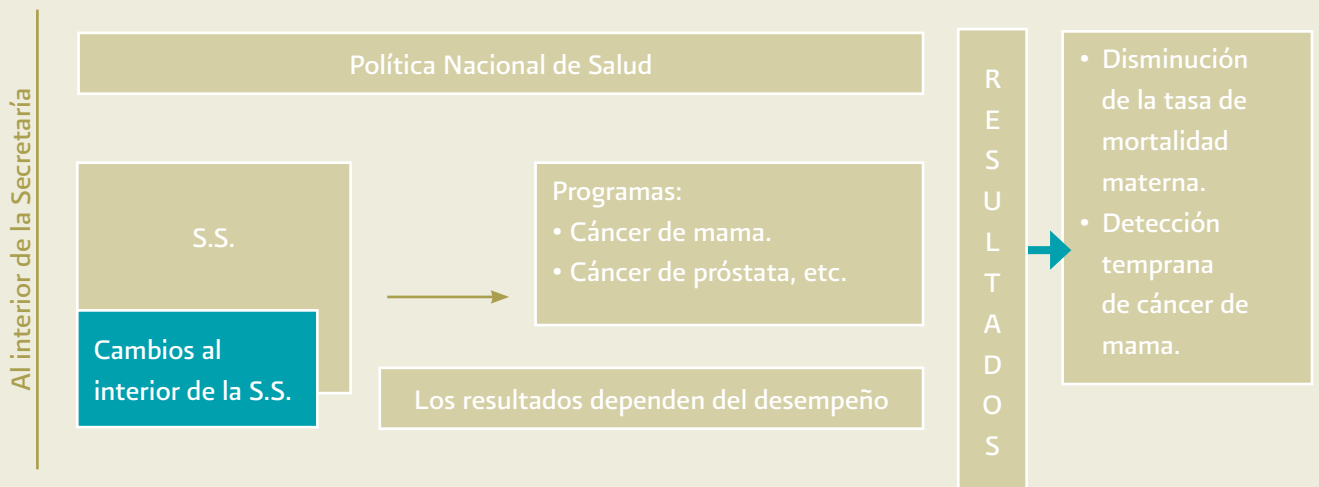 Al interior de la Secretaría
Política Nacional de Salud
S.S.
Cambios al
interior de la S.S.
Programas:
• Cáncer de mama.
• Cáncer de próstata, etc.
Los resultados dependen del desempeño
R
E
S
U
L
T
A
D
O
S
• Disminución
de la tasa de
mortalidad
materna.
• Detección
temprana
de cáncer de
mama.